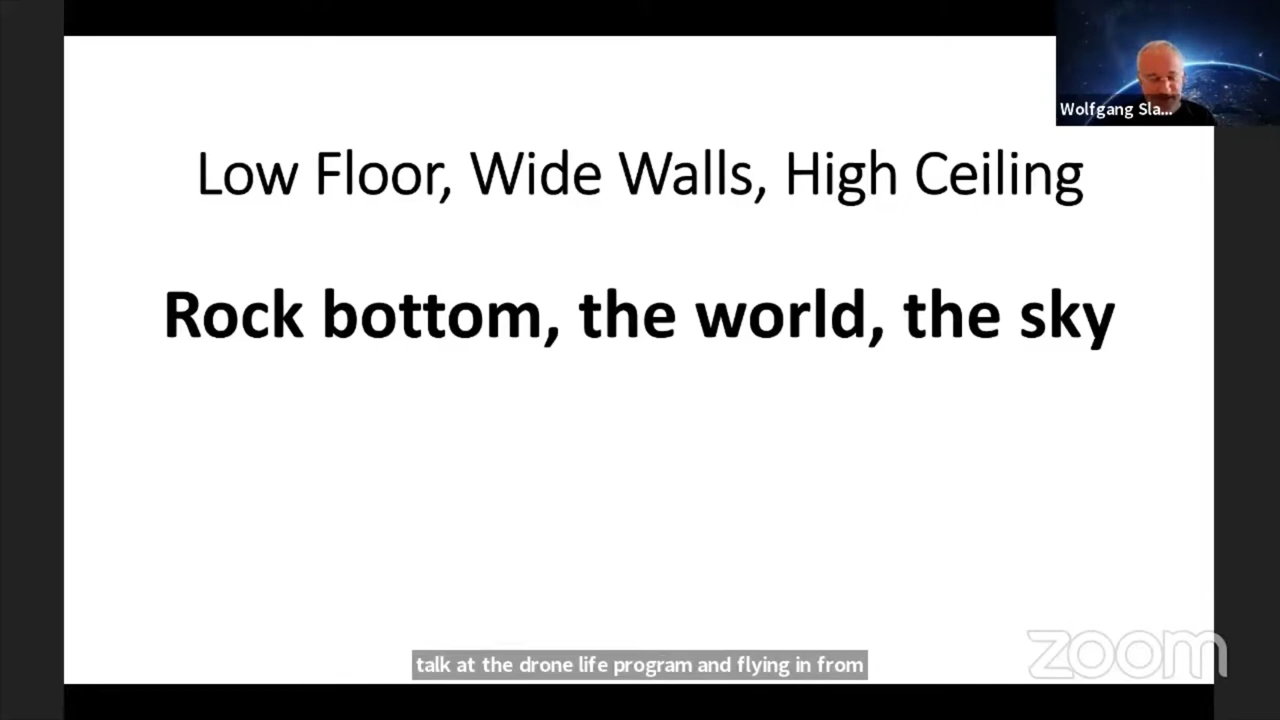 Wolfgang Sla...
Low Floor, Wide Walls, High Ceiling
Rock bottom, the world, the sky
talk at the drone life program and flying in from
zoom